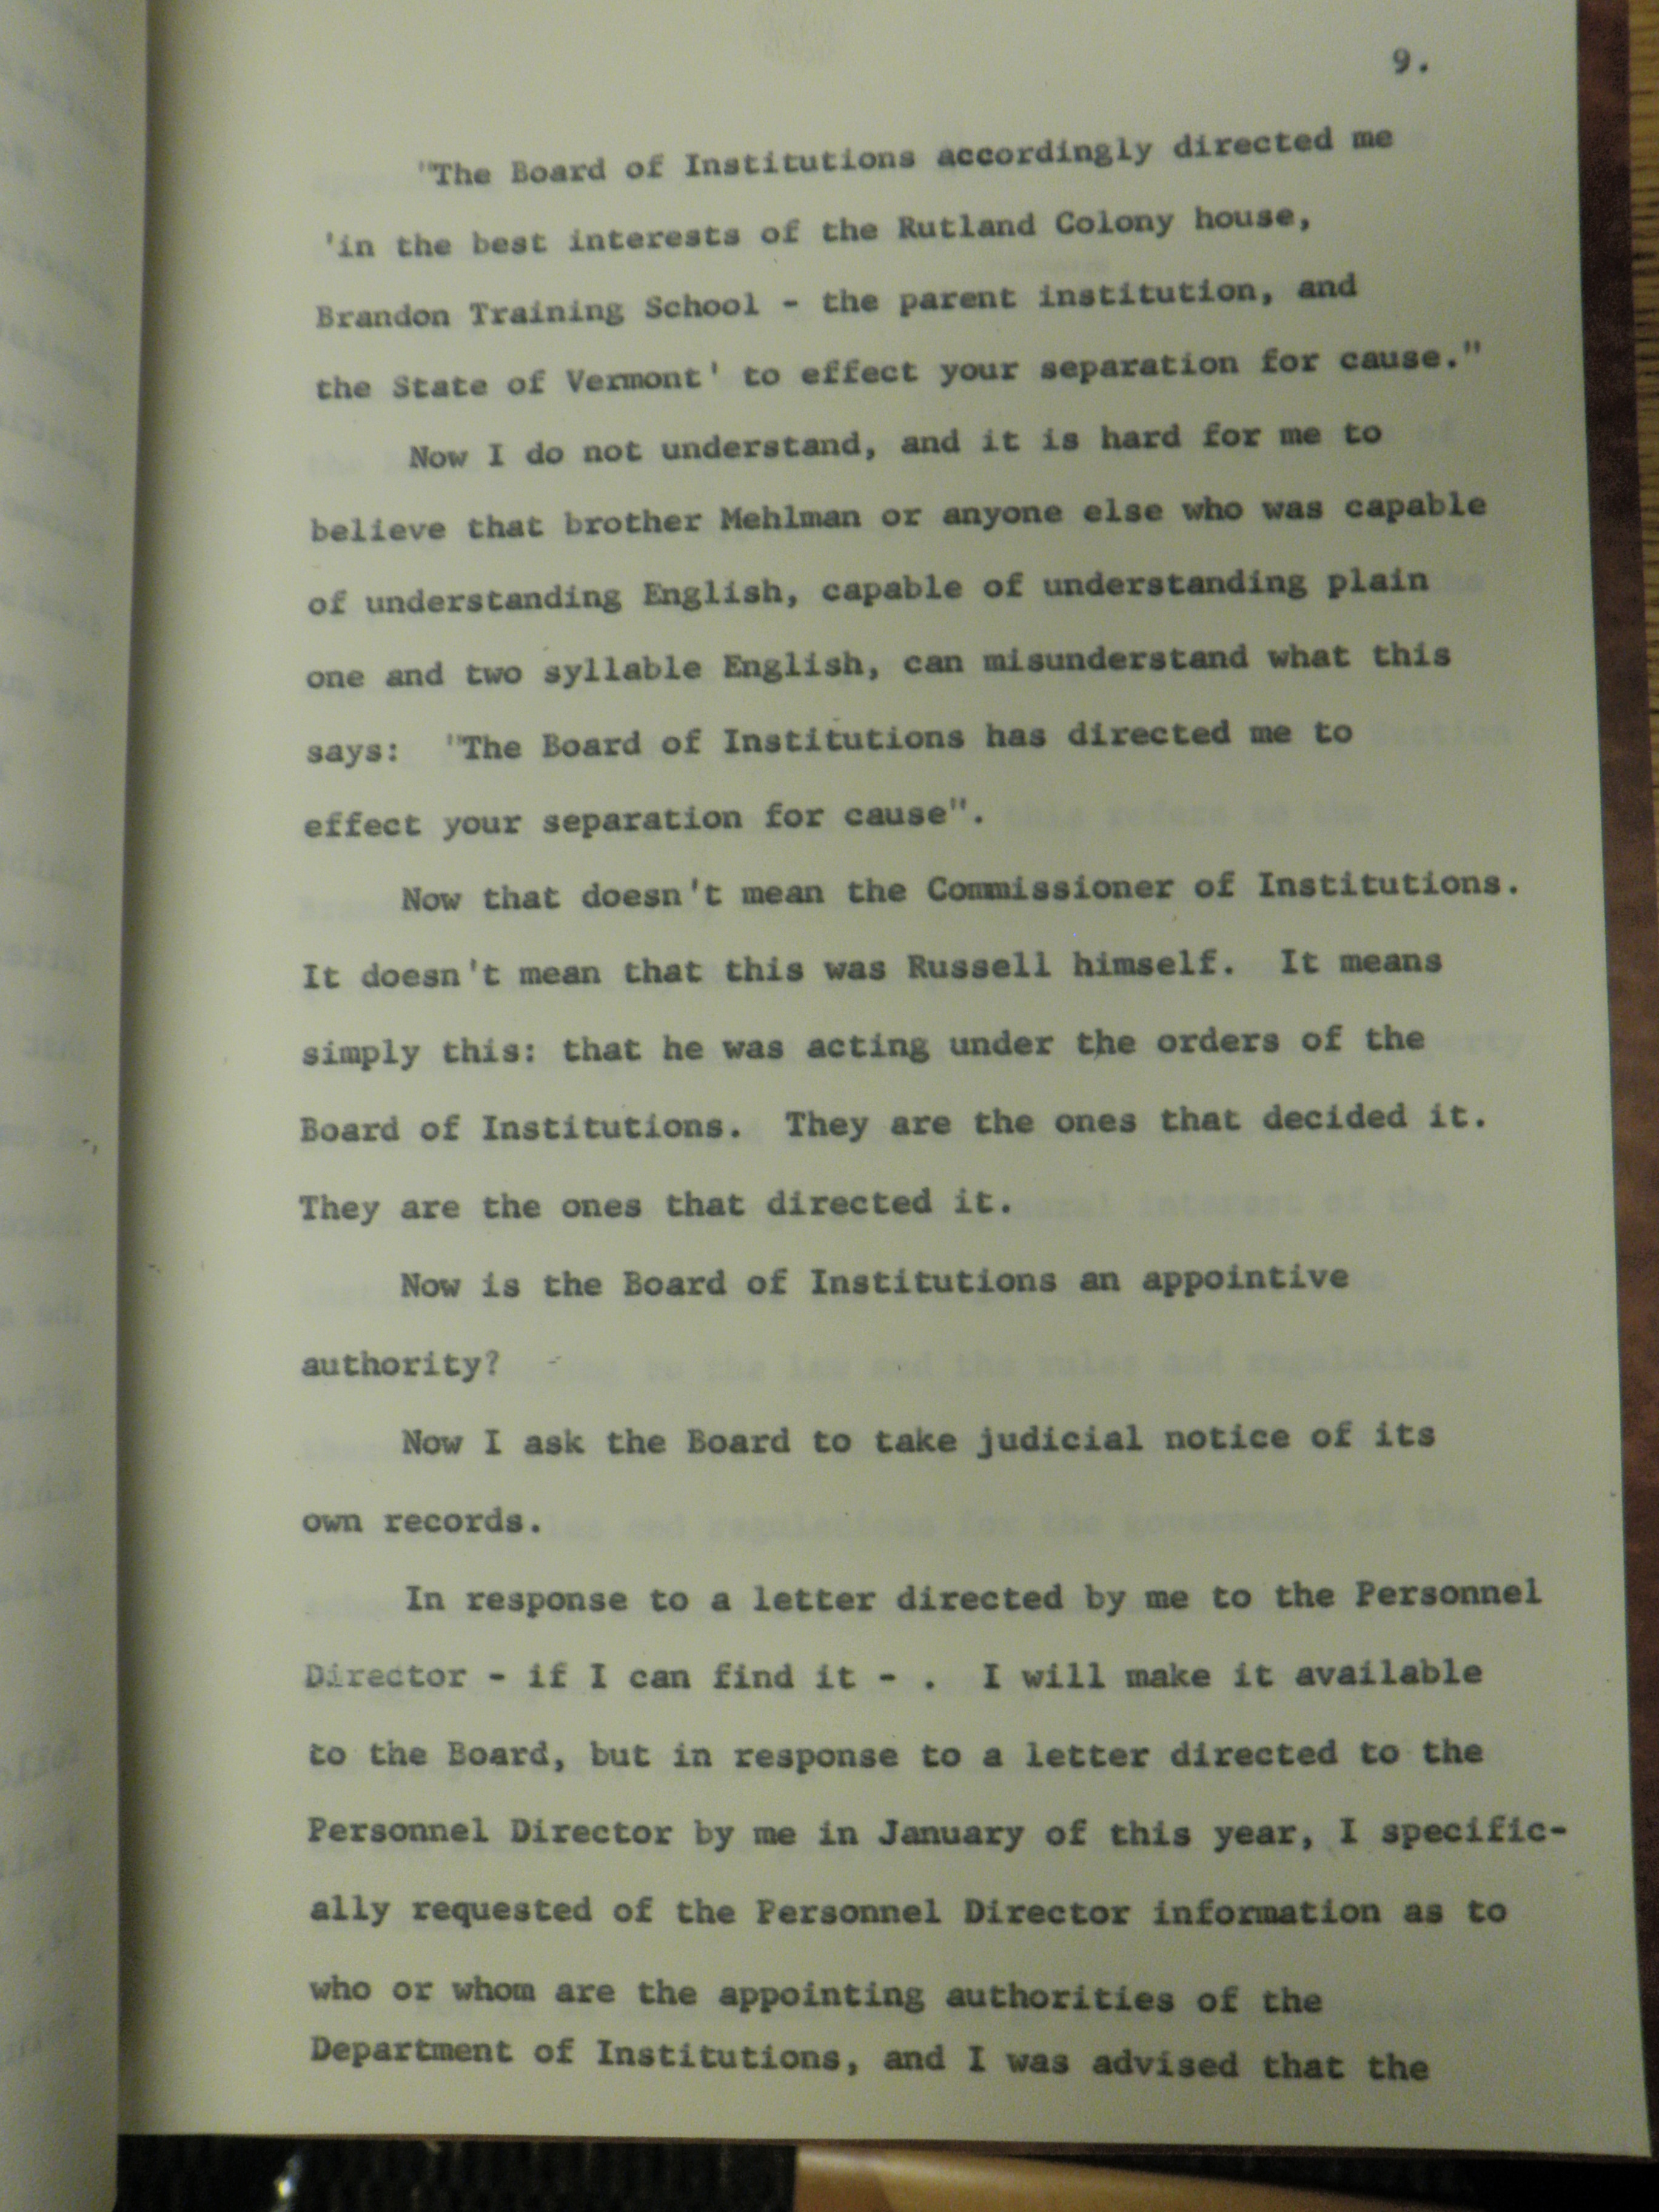 9.
"The Board of Institutions accordingly directed me
'in the best interests of the Rutland Colony house,
Brandon Training School - the parent institution, and
the State of Vermont' to effect your separation for cause."
Now I do not understand, and it is hard for me to
believe that brother Mehlman or anyone else who was capable
of understanding English, capable of understanding plain
one and two syllable English, can misunderstand what this
says: "The Board of Institutions has directed me to
effect your separation for cause".
Now that doesn't mean the Commissioner of Institutions.
It doesn't mean that this was Russell himself. It means
simply this: that he was acting under the orders of the
Board of Institutions. They are the ones that decided it.
They are the ones that directed it.
Now is the Board of Institutions an appointive
authority?
Now I ask the Board to take judicial notice of its
own records.
In response to a letter directed by me to the Personnel
Director - if I can find it - . I will make it available
to the Board, but in response to a letter directed to the
Personnel Director by me in January of this year, I specific-
ally requested of the Personnel Director information as to
who or whom are the appointing authorities of the
Department of Institutions, and I was advised that the